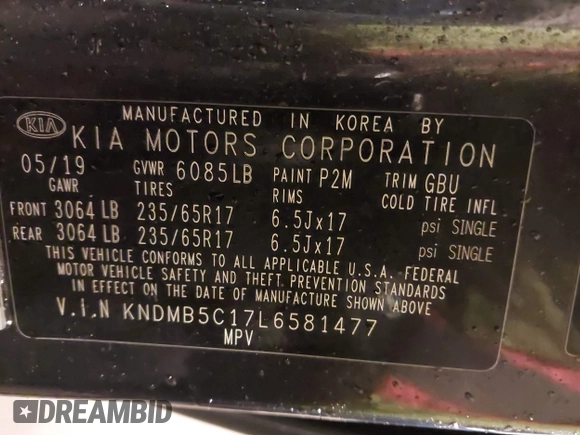 MANUFACTURED IN KOREA BY
KIA KIA MOTORS CORPORATION
05/19 GVWR 6085LB PAINT P2M TRIM GBU
GAWR TIRES RIMS COLD TIRE INFL
FRONT 3064 LB 235/65R17 6.5Jx17 psi SINGLE
REAR 3064 LB 235/65R17 6.5Jx17 psi SINGLE
THIS VEHICLE CONFORMS TO ALL APPLICABLE U.S.A. FEDERAL
MOTOR VEHICLE SAFETY AND THEFT PREVENTION STANDARDS
IN EFFECT ON THE DATE OF MANUFACTURE SHOWN ABOVE
V.i.N KNDMB5C17L6581477
MPV
DREAMBID